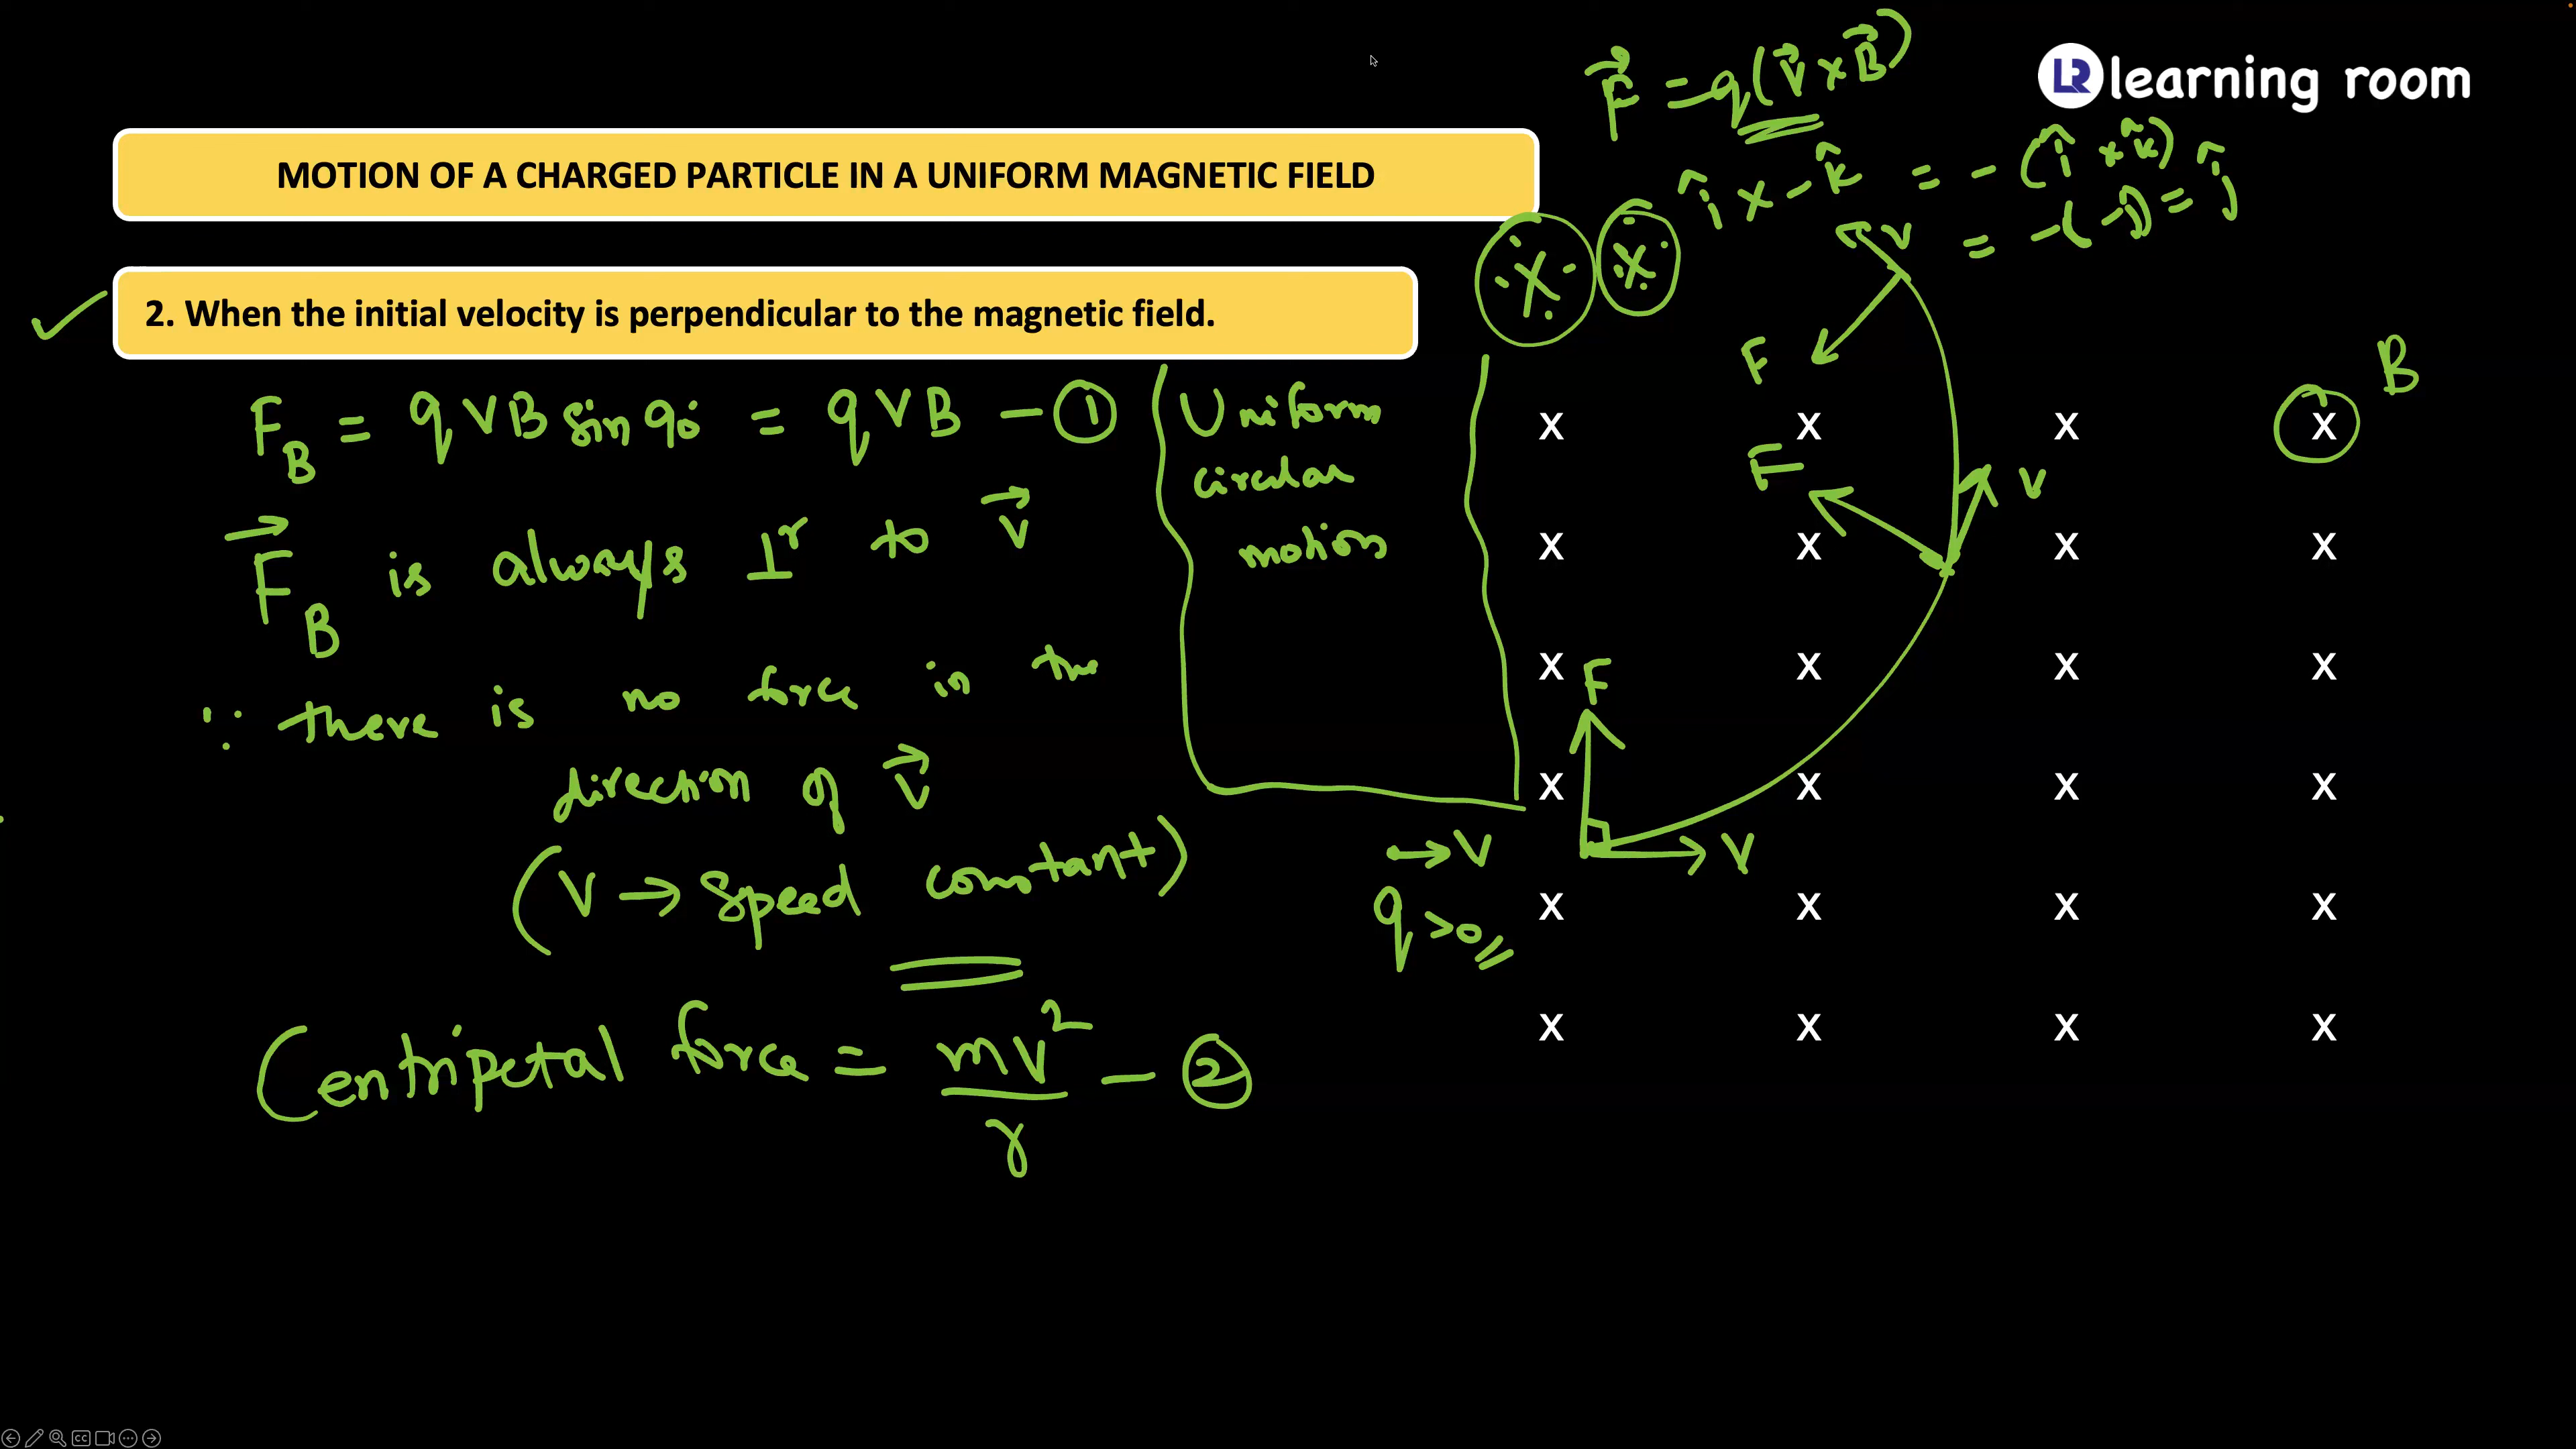 learning room
MOTION OF A CHARGED PARTICLE IN A UNIFORM MAGNETIC FIELD
2. When the initial velocity is perpendicular to the magnetic field.
F_B = qVB sin 90 = qVB – ①
F⃗_B is always ⊥ʳ to v⃗
∵ there is no force in the
direction of v⃗
(V → Speed constant)
Centripetal force = mv²/r – ②
Uniform
circular
motion
F⃗ = q(v⃗ × B⃗)
î × -k̂ = -(î × k̂)
= -(-ĵ) = ĵ
X X
V
F
B
X X X X
F V
X X X X
X X X X
F
X X X X
→ V V
q > 0
X X X X
X X X X